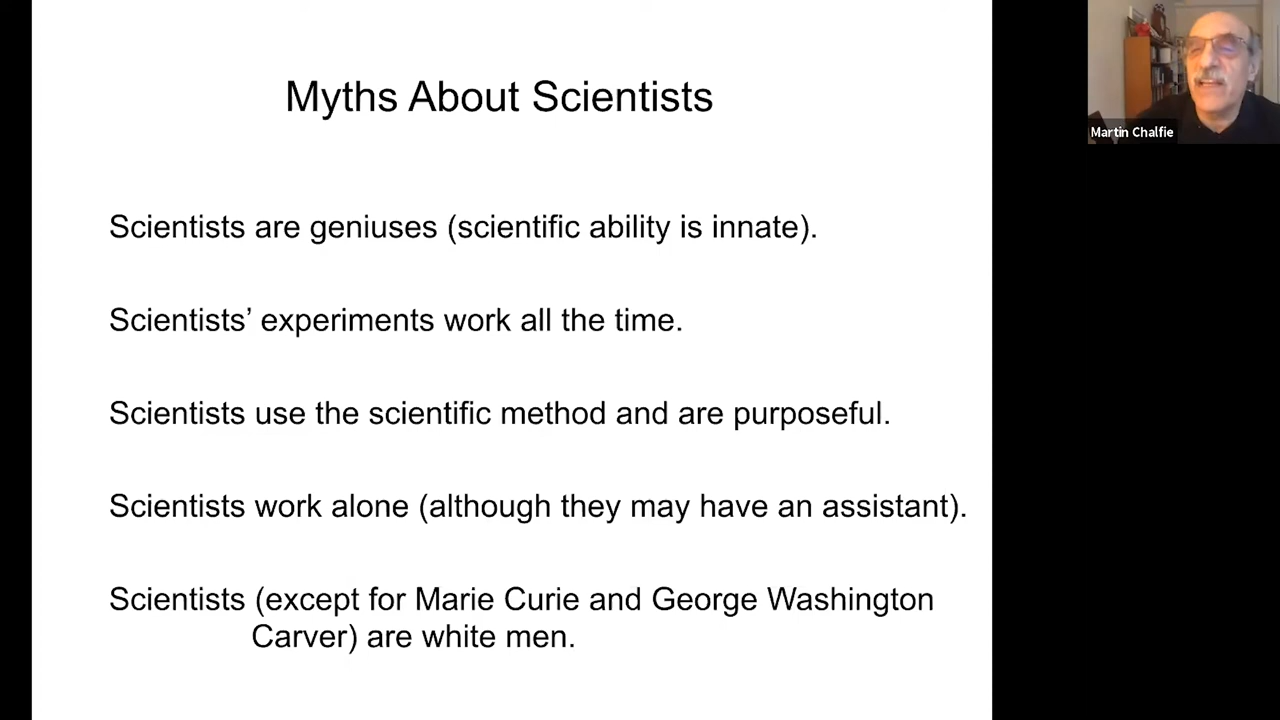 Myths About Scientists
Scientists are geniuses (scientific ability is innate).
Scientists’ experiments work all the time.
Scientists use the scientific method and are purposeful.
Scientists work alone (although they may have an assistant).
Scientists (except for Marie Curie and George Washington
Carver) are white men.
Martin Chalfie